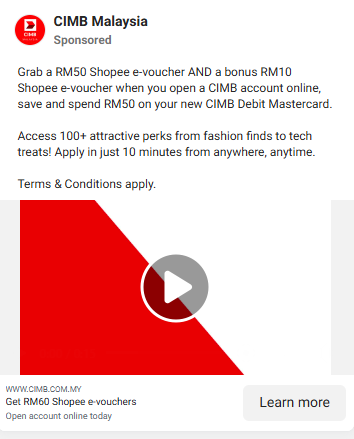 CIMB Malaysia
CIMB
Sponsored
Grab a RM50 Shopee e-voucher AND a bonus RM10
Shopee e-voucher when you open a CIMB account online,
save and spend RM50 on your new CIMB Debit Mastercard.
Access 100+ attractive perks from fashion finds to tech
treats! Apply in just 10 minutes from anywhere, anytime.
Terms & Conditions apply.
WWW.CIMB.COM.MY
Get RM60 Shopee e-vouchers
Open account online today
Learn more